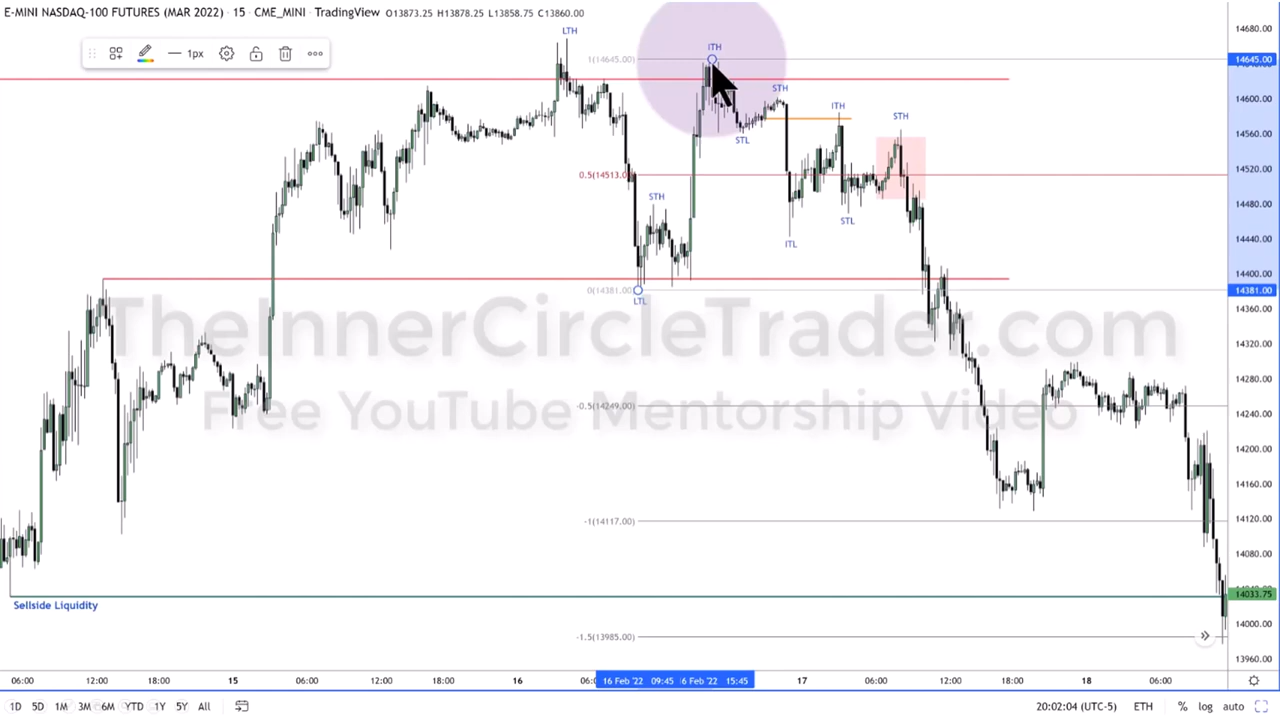 E-MINI NASDAQ-100 FUTURES (MAR 2022) · 15 · CME_MINI · TradingView O13873.25 H13878.25 L13858.75 C13860.00
1px
LTH
ITH
1(14645.00)
STH
STL
ITH
STH
0.5(14513.00)
STH
STL
ITL
0(14381.00)
LTL
TheInnerCircleTrader.com
Free YouTube Mentorship Video
-0.5(14249.00)
-1(14117.00)
Sellside Liquidity
-1.5(13985.00)
14680.00
14645.00
14600.00
14560.00
14520.00
14480.00
14440.00
14400.00
14381.00
14360.00
14320.00
14280.00
14240.00
14200.00
14160.00
14120.00
14080.00
14033.75
14000.00
13960.00
06:00 12:00 18:00 15 06:00 12:00 18:00 16 16 Feb '22 09:45 15:45 17 06:00 12:00 18:00 18 06:00
1D 5D 1M 3M 6M YTD 1Y 5Y All 20:02:04 (UTC-5) ETH % log auto